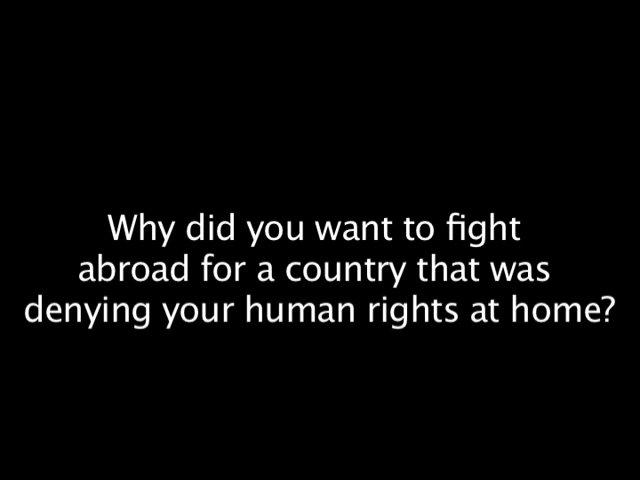 Why did you want to fight
abroad for a country that was
denying your human rights at home?